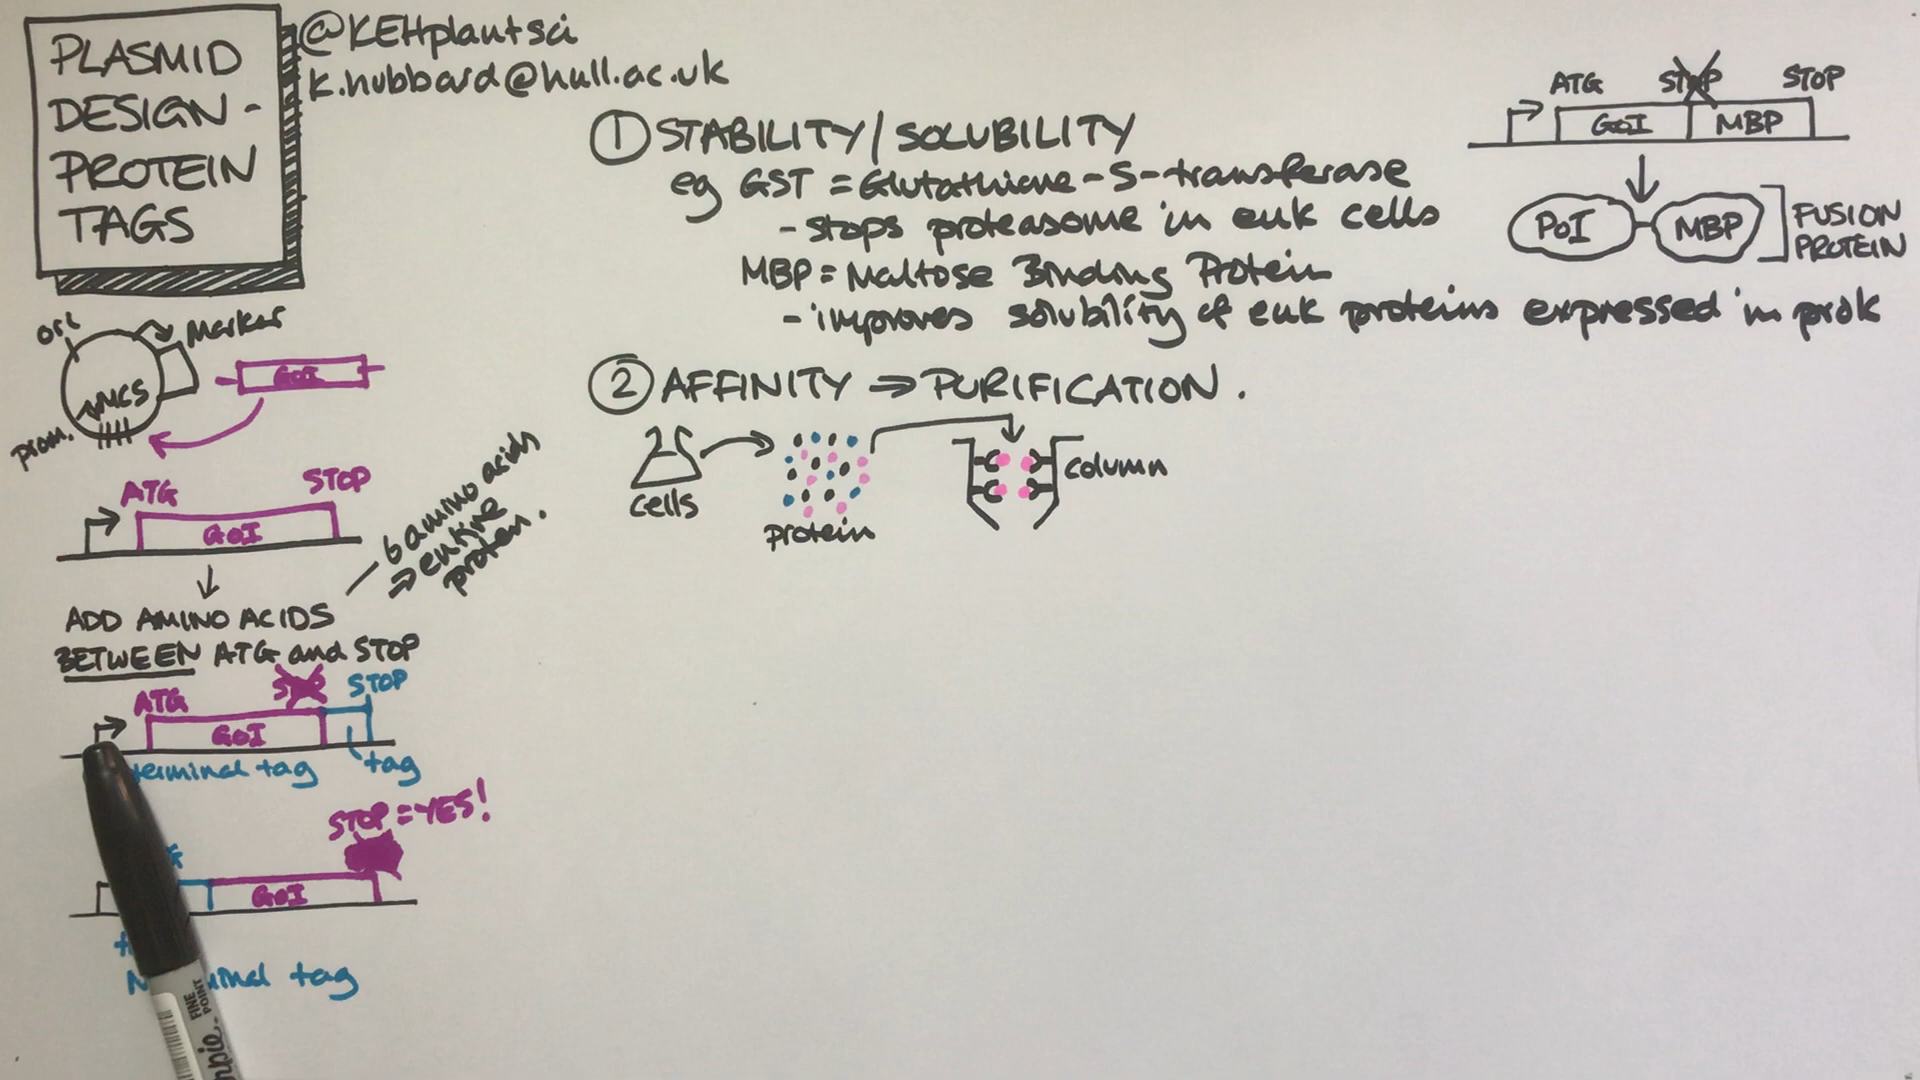 PLASMID
DESIGN-
PROTEIN
TAGS
@KEHplantsci
k.hubbard@hull.ac.uk
ori
Marker
MCS
prom.
GoI
ATG
STOP
GoI
6 amino acids
→ entire
protein.
ADD AMINO ACIDS
BETWEEN ATG and STOP
ATG
STOP
GoI
terminal tag
tag
STOP = YES!
GoI
tag
① STABILITY/SOLUBILITY
eg GST = Glutathione-S-transferase
- stops proteasome in euk cells
MBP = Maltose Binding Protein
- improves solubility of euk proteins expressed in prok
② AFFINITY ⇒ PURIFICATION.
cells
protein
column
ATG
STOP
STOP
GoI
MBP
PoI
MBP
FUSION
PROTEIN
FINE
POINT